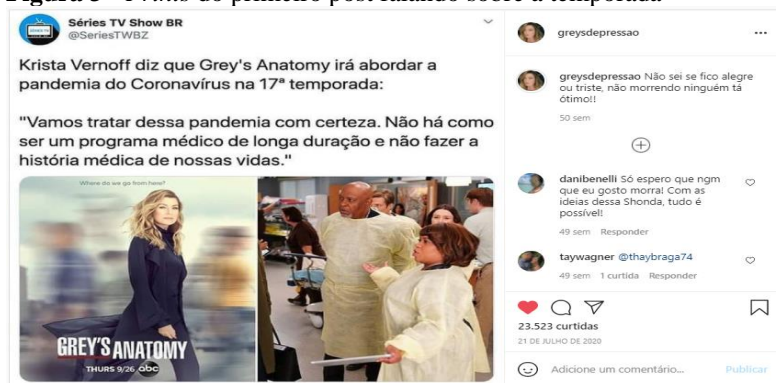 Figura 3 - Prints do primeiro post falando sobre a temporada
Séries TV Show BR
@SeriesTWBZ
Krista Vernoff diz que Grey's Anatomy irá abordar a
pandemia do Coronavírus na 17ª temporada:
"Vamos tratar dessa pandemia com certeza. Não há como
ser um programa médico de longa duração e não fazer a
história médica de nossas vidas."
Where do we go from here?
GREY'S ANATOMY
THURS 9/26 abc
greysdepressao
greysdepressao Não sei se fico alegre
ou triste, não morrendo ninguém tá
ótimo!!
50 sem
danibenelli Só espero que ngm
que eu gosto morra! Com as
ideias dessa Shonda, tudo é
possível!
49 sem Responder
taywagner @thaybraga74
49 sem 1 curtida Responder
23.523 curtidas
21 DE JULHO DE 2020
Adicione um comentário... Publicar